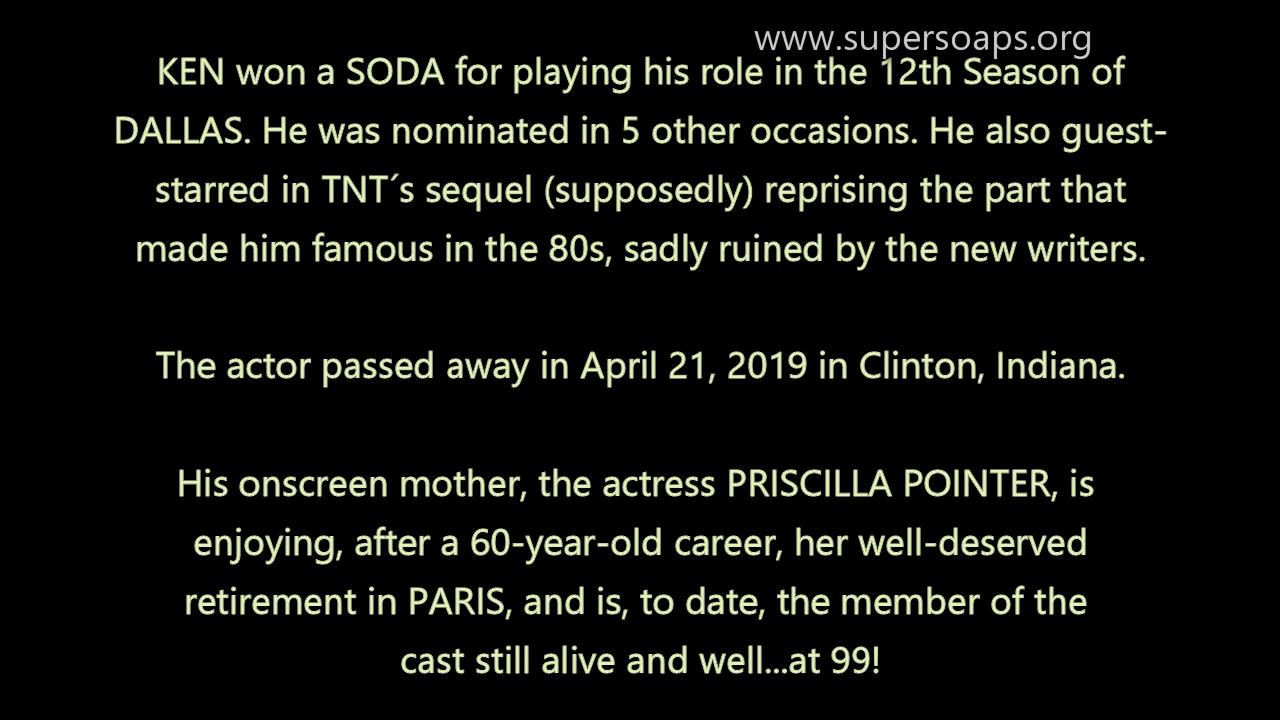 www.supersoaps.org
KEN won a SODA for playing his role in the 12th Season of
DALLAS. He was nominated in 5 other occasions. He also guest-
starred in TNT´s sequel (supposedly) reprising the part that
made him famous in the 80s, sadly ruined by the new writers.
The actor passed away in April 21, 2019 in Clinton, Indiana.
His onscreen mother, the actress PRISCILLA POINTER, is
enjoying, after a 60-year-old career, her well-deserved
retirement in PARIS, and is, to date, the member of the
cast still alive and well...at 99!